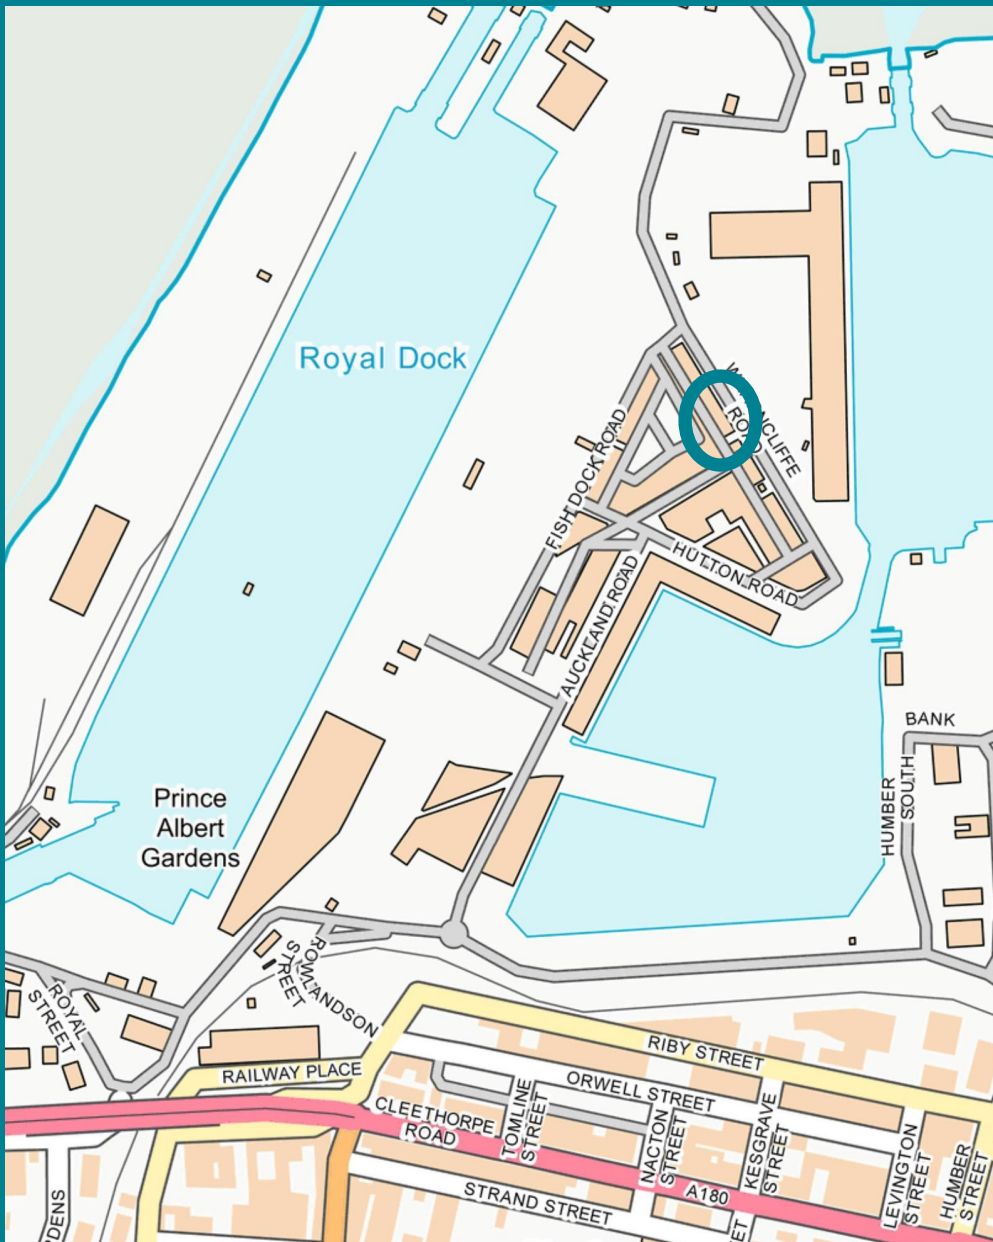 Royal Dock
ROAD
FISH DOCK ROAD
HUTTON ROAD
AUCKLAND ROAD
BANK
HUMBER
SOUTH
Prince
Albert
Gardens
ROWLANDSON
STREET
ROYAL
STREET
RAILWAY PLACE
RIBY STREET
ORWELL STREET
CLEETHORPE
ROAD
TOMLINE
STREET
NACTON
STREET
KESGRAVE
STREET
LEVINGTON
STREET
HUMBER
STREET
A180
STRAND STREET
ET
DENS